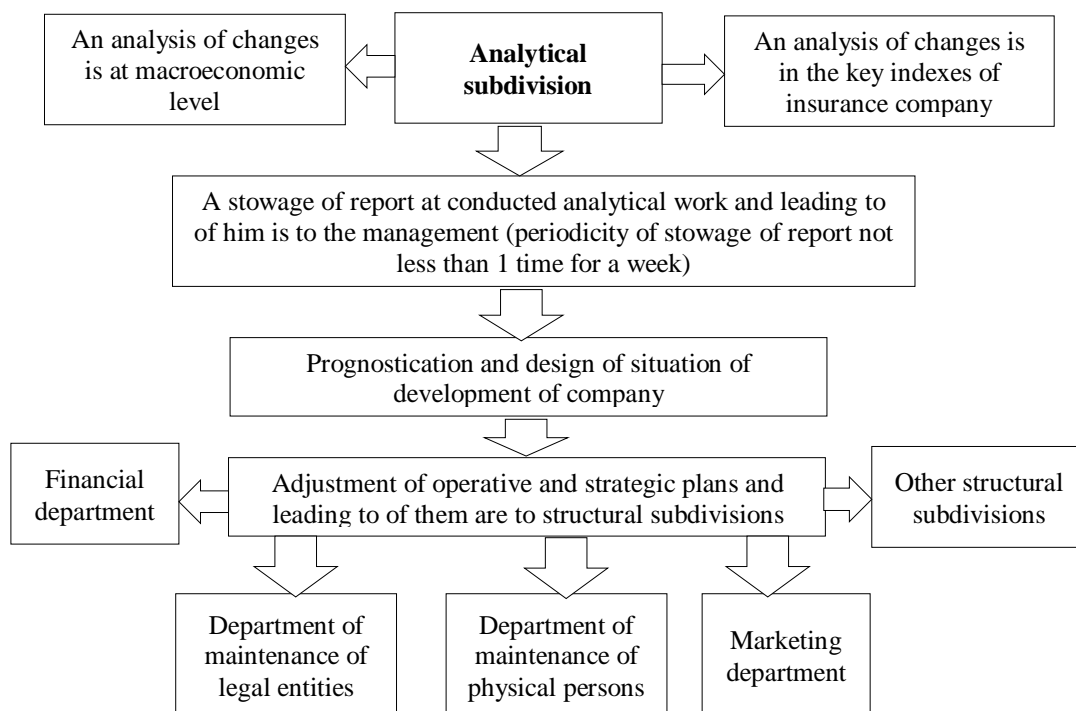 An analysis of changes
is at macroeconomic
level
Analytical
subdivision
An analysis of changes is
in the key indexes of
insurance company
A stowage of report at conducted analytical work and leading to
of him is to the management (periodicity of stowage of report not
less than 1 time for a week)
Prognostication and design of situation of
development of company
Financial
department
Adjustment of operative and strategic plans and
leading to of them are to structural subdivisions
Other structural
subdivisions
Department of
maintenance of
legal entities
Department of
maintenance of
physical persons
Marketing
department